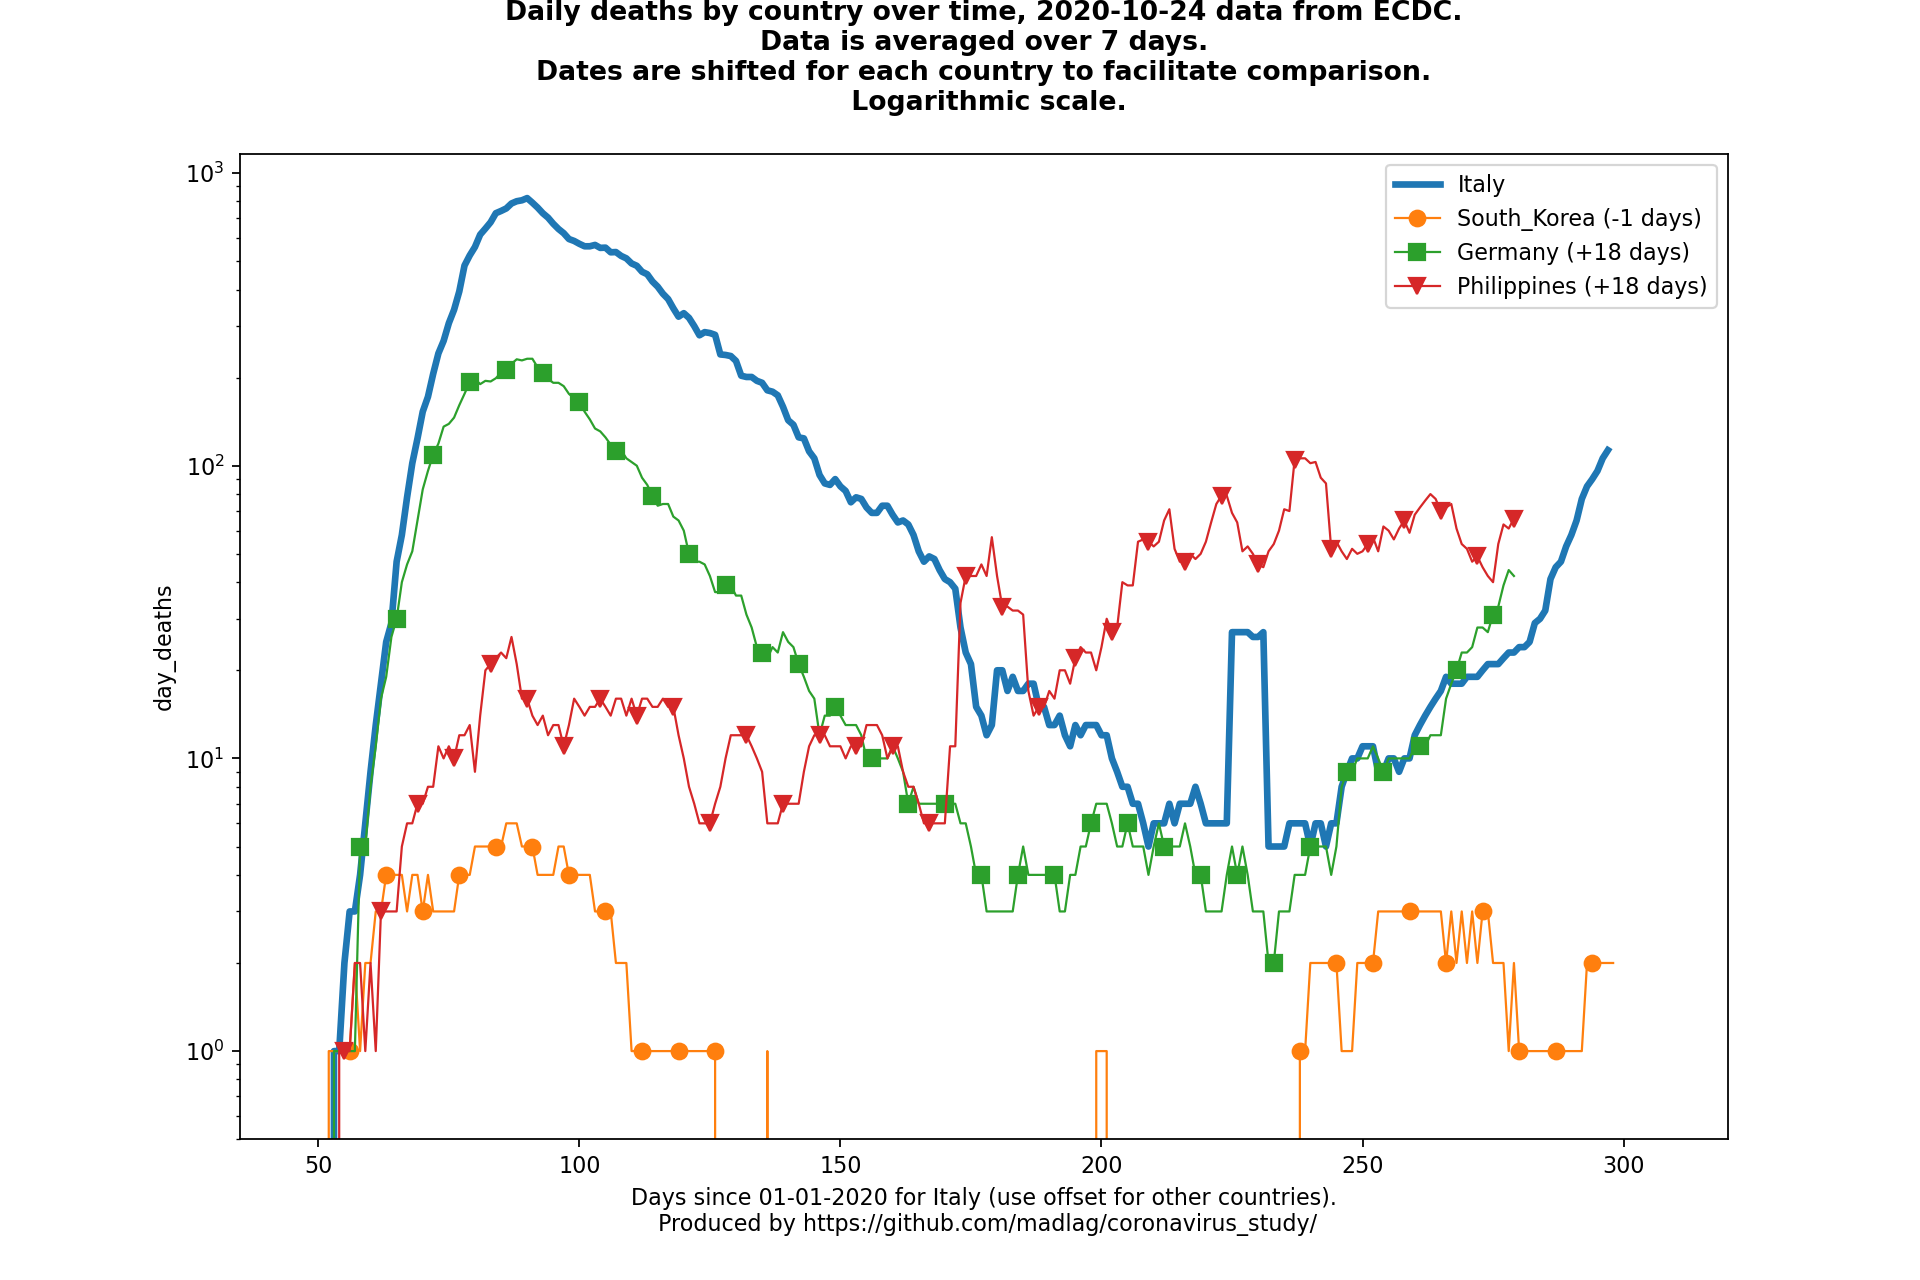 Daily deaths by country over time, 2020-10-24 data from ECDC.
Data is averaged over 7 days.
Dates are shifted for each country to facilitate comparison.
Logarithmic scale.
10³
10²
10¹
10⁰
day_deaths
Italy
South_Korea (-1 days)
Germany (+18 days)
Philippines (+18 days)
50 100 150 200 250 300
Days since 01-01-2020 for Italy (use offset for other countries).
Produced by https://github.com/madlag/coronavirus_study/